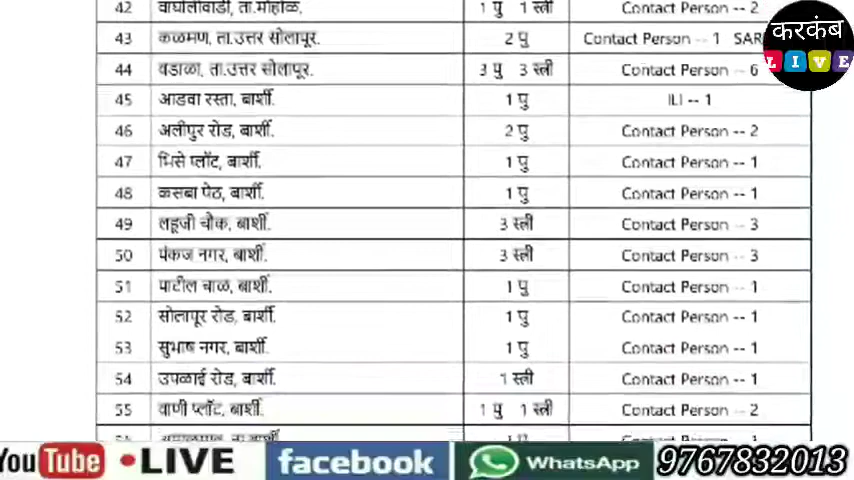 42 वाघोलीवाडी, ता.मोहोळ. 1 पु 1 स्त्री Contact Person -- 2
43 कळमण, ता.उत्तर सोलापूर. 2 पु Contact Person -- 1 SARI
44 वडाळा, ता.उत्तर सोलापूर. 3 पु 3 स्त्री Contact Person -- 6
45 आडवा रस्ता, बार्शी. 1 पु ILI -- 1
46 अलीपुर रोड, बार्शी. 2 पु Contact Person -- 2
47 भिसे प्लॉट, बार्शी. 1 पु Contact Person -- 1
48 कसबा पेठ, बार्शी. 1 पु Contact Person -- 1
49 लहूजी चौक, बार्शी. 3 स्त्री Contact Person -- 3
50 पंकज नगर, बार्शी. 3 स्त्री Contact Person -- 3
51 पाटील चाळ, बार्शी. 1 पु Contact Person -- 1
52 सोलापूर रोड, बार्शी. 1 पु Contact Person -- 1
53 सुभाष नगर, बार्शी. 1 पु Contact Person -- 1
54 उपळाई रोड, बार्शी. 1 स्त्री Contact Person -- 1
55 वाणी प्लॉट, बार्शी. 1 पु 1 स्त्री Contact Person -- 2
करकंब
LIVE
YouTube LIVE facebook WhatsApp 9767832013